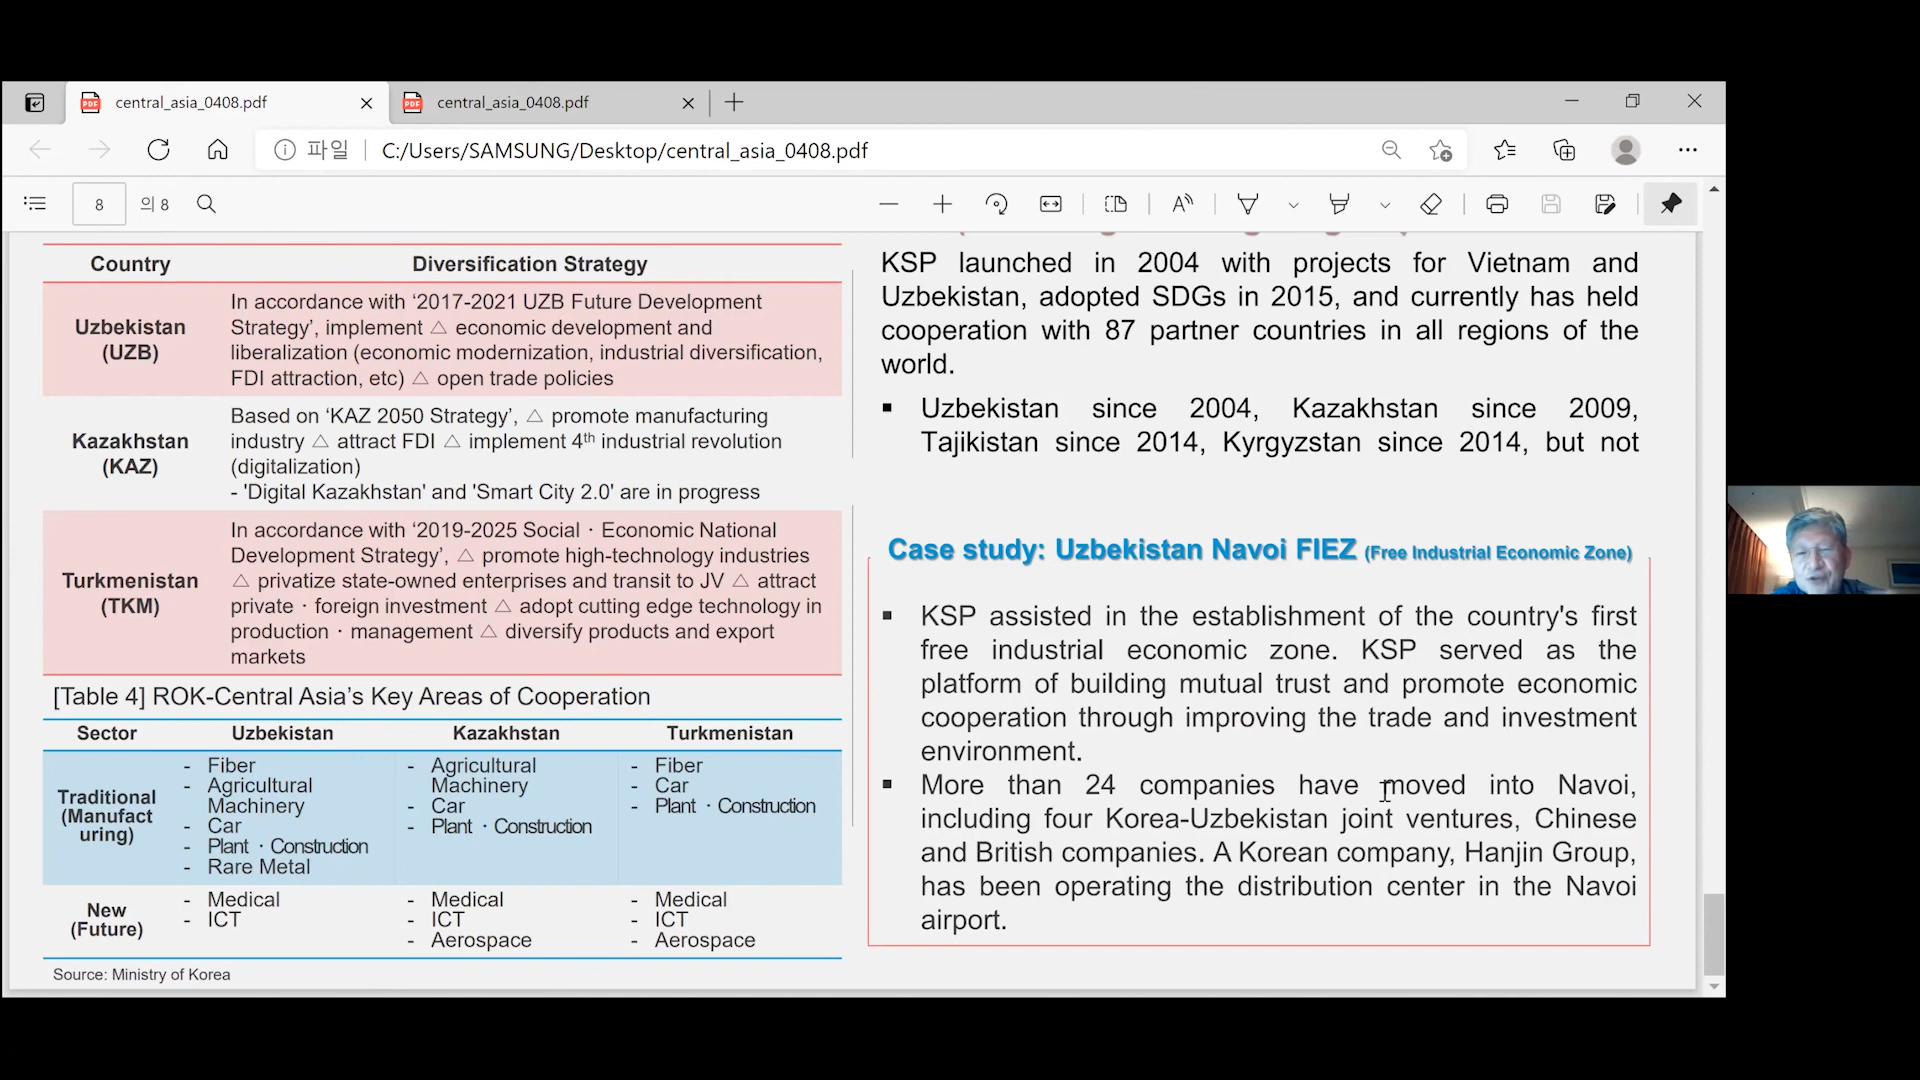 central_asia_0408.pdf
central_asia_0408.pdf
파일
C:/Users/SAMSUNG/Desktop/central_asia_0408.pdf
8
의 8
Country
Diversification Strategy
Uzbekistan
(UZB)
In accordance with ‘2017-2021 UZB Future Development
Strategy’, implement △ economic development and
liberalization (economic modernization, industrial diversification,
FDI attraction, etc) △ open trade policies
Kazakhstan
(KAZ)
Based on ‘KAZ 2050 Strategy’, △ promote manufacturing
industry △ attract FDI △ implement 4th industrial revolution
(digitalization)
- 'Digital Kazakhstan' and 'Smart City 2.0' are in progress
Turkmenistan
(TKM)
In accordance with ‘2019-2025 Social · Economic National
Development Strategy’, △ promote high-technology industries
△ privatize state-owned enterprises and transit to JV △ attract
private · foreign investment △ adopt cutting edge technology in
production · management △ diversify products and export
markets
[Table 4] ROK-Central Asia’s Key Areas of Cooperation
Sector
Uzbekistan
Kazakhstan
Turkmenistan
Traditional
(Manufact
uring)
- Fiber
- Agricultural
Machinery
- Car
- Plant · Construction
- Rare Metal
- Agricultural
Machinery
- Car
- Plant · Construction
- Fiber
- Car
- Plant · Construction
New
(Future)
- Medical
- ICT
- Medical
- ICT
- Aerospace
- Medical
- ICT
- Aerospace
Source: Ministry of Korea
KSP launched in 2004 with projects for Vietnam and
Uzbekistan, adopted SDGs in 2015, and currently has held
cooperation with 87 partner countries in all regions of the
world.
▪ Uzbekistan since 2004, Kazakhstan since 2009,
Tajikistan since 2014, Kyrgyzstan since 2014, but not
Case study: Uzbekistan Navoi FIEZ (Free Industrial Economic Zone)
▪ KSP assisted in the establishment of the country's first
free industrial economic zone. KSP served as the
platform of building mutual trust and promote economic
cooperation through improving the trade and investment
environment.
▪ More than 24 companies have moved into Navoi,
including four Korea-Uzbekistan joint ventures, Chinese
and British companies. A Korean company, Hanjin Group,
has been operating the distribution center in the Navoi
airport.